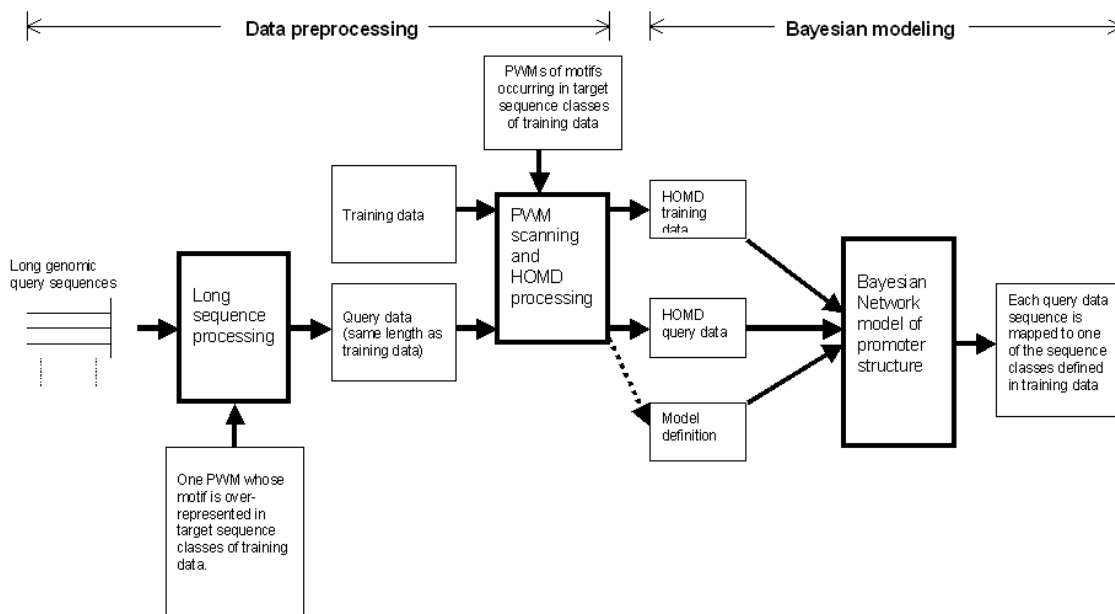 Data preprocessing
Bayesian modeling
PWMs of motifs
occurring in target
sequence classes
of training data
Training data
PWM
scanning
and
HOMD
processing
HOMD
training
data
Long genomic
query sequences
Long
sequence
processing
Query data
(same length as
training data)
HOMD
query data
Bayesian
Network
model of
promoter
structure
Each query data
sequence is
mapped to one
of the sequence
classes defined
in training data
Model
definition
One PWM whose
motif is over-
represented in
target sequence
classes of training
data.